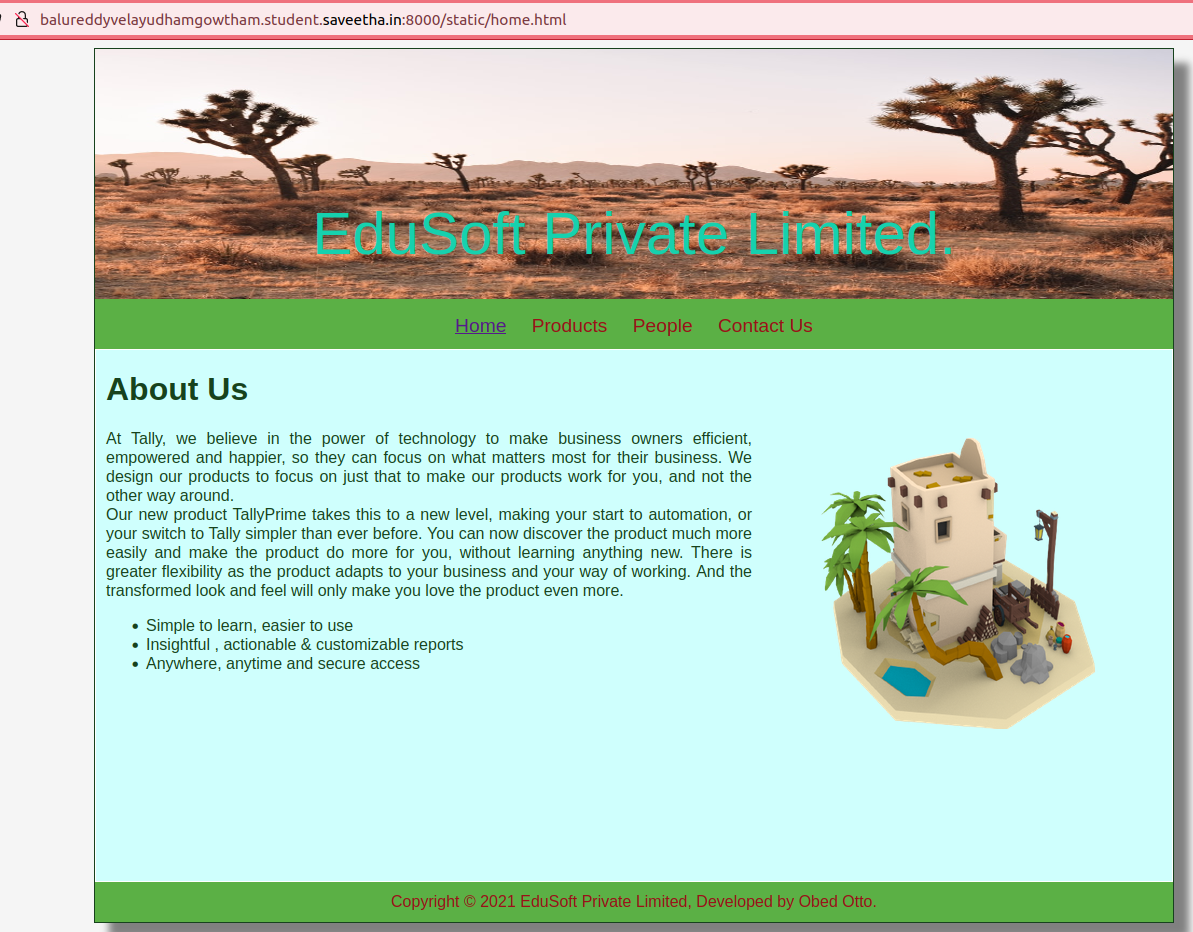 balureddyvelayudhamgowtham.student.saveetha.in:8000/static/home.html
EduSoft Private Limited.
Home Products People Contact Us
About Us
At Tally, we believe in the power of technology to make business owners efficient,
empowered and happier, so they can focus on what matters most for their business. We
design our products to focus on just that to make our products work for you, and not the
other way around.
Our new product TallyPrime takes this to a new level, making your start to automation, or
your switch to Tally simpler than ever before. You can now discover the product much more
easily and make the product do more for you, without learning anything new. There is
greater flexibility as the product adapts to your business and your way of working. And the
transformed look and feel will only make you love the product even more.
• Simple to learn, easier to use
• Insightful , actionable & customizable reports
• Anywhere, anytime and secure access
Copyright © 2021 EduSoft Private Limited, Developed by Obed Otto.